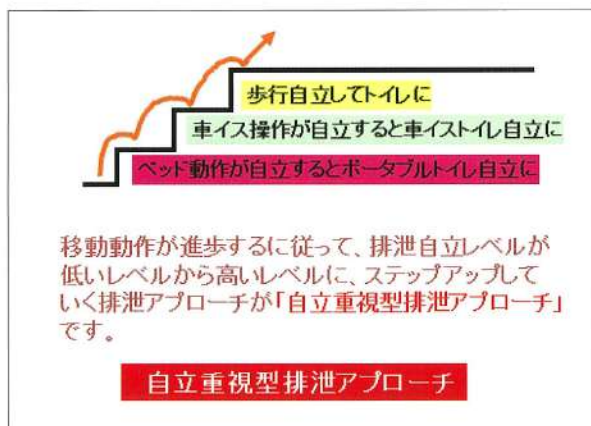 歩行自立してトイレに
車イス操作が自立すると車イストイレ自立に
ベッド動作が自立するとポータブルトイレ自立に
移動動作が進歩するに従って、排泄自立レベルが
低いレベルから高いレベルに、ステップアップして
いく排泄アプローチが「自立重視型排泄アプローチ」
です。
自立重視型排泄アプローチ